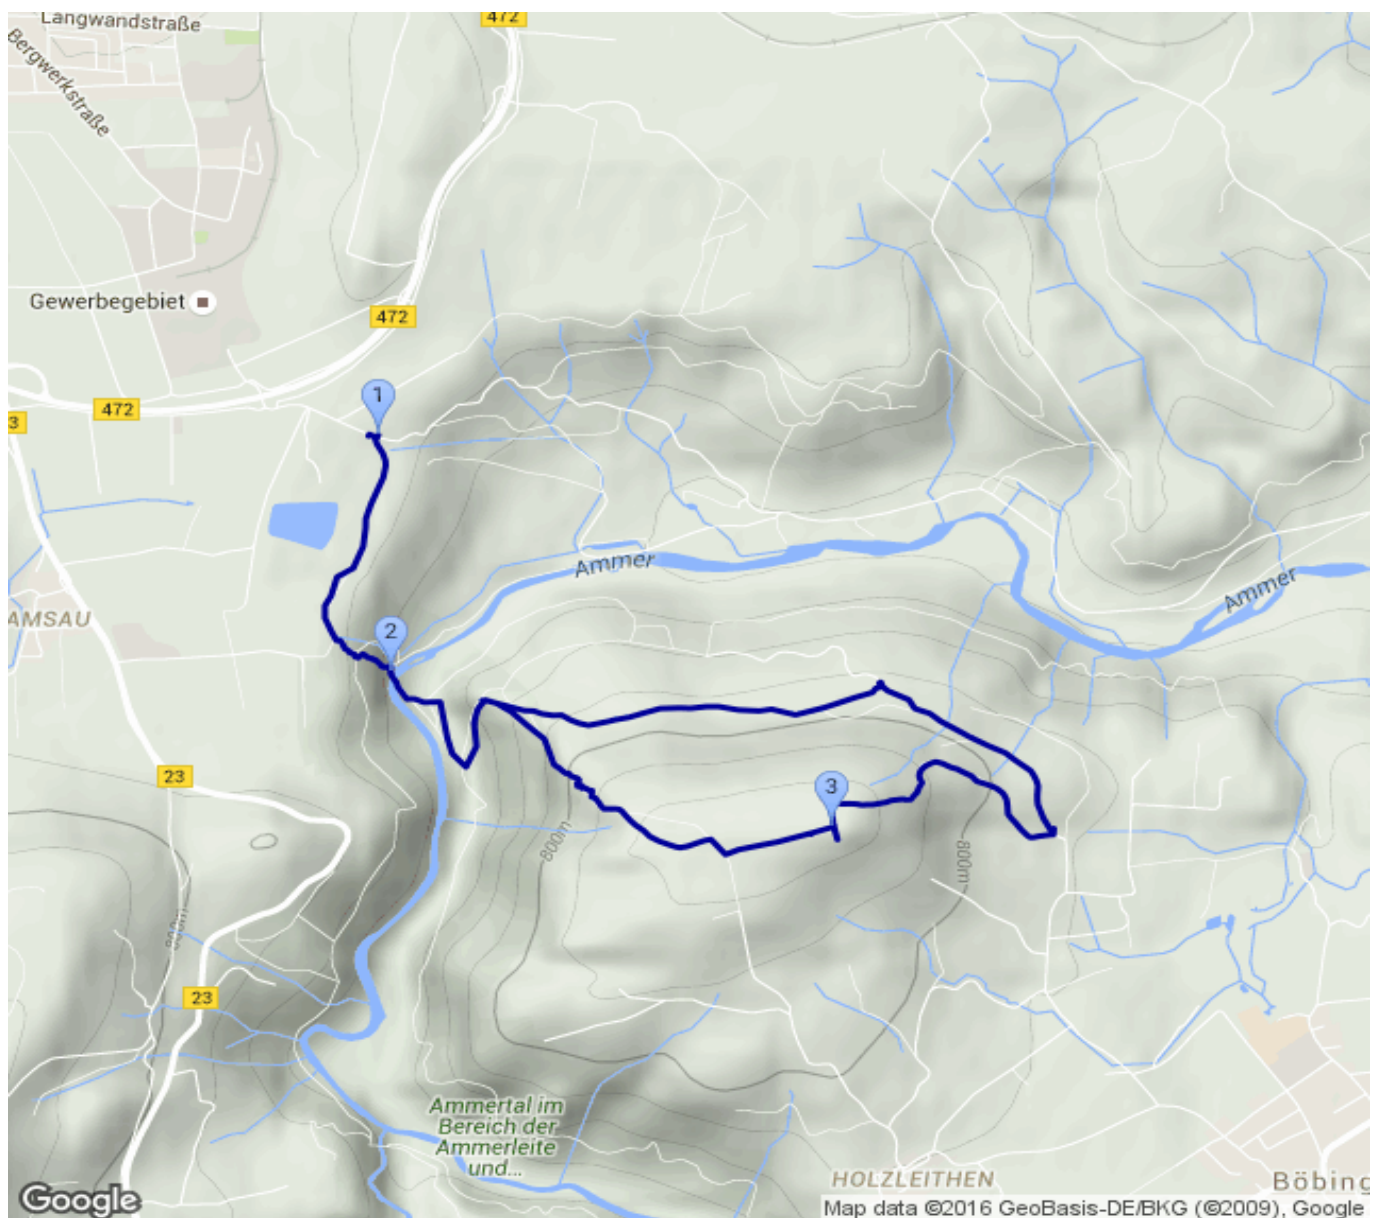 Langwandstraße
472
Bergwerkstraße
Gewerbegebiet
472
1
472
3
Ammer
Ammer
AMSAU
2
23
3
800m
800m
800m
23
Ammertal im
Bereich der
Ammerleite
und...
HOLZLEITHEN
Böbing
Google
Map data ©2016 GeoBasis-DE/BKG (©2009), Google